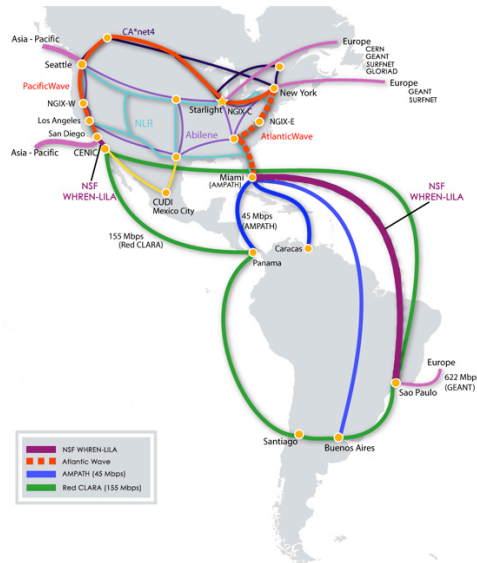 CA*net4
Asia - Pacific
Europe
CERN
GEANT
SURFNET
GLORIAD
Seattle
PacificWave
Europe
GEANT
SURFNET
New York
NGIX-W
Starlight
NGIX-C
Los Angeles
NLR
Abilene
NGIX-E
San Diego
AtlanticWave
Asia - Pacific
CENIC
NSF
WHREN-LILA
Miami
(AMPATH)
NSF
WHREN-LILA
CUDI
Mexico City
45 Mbps
(AMPATH)
155 Mbps
(Red CLARA)
Caracas
Panama
Europe
622 Mbp
(GEANT)
Sao Paulo
Santiago
Buenos Aires
NSF WHREN-LILA
Atlantic Wave
AMPATH (45 Mbps)
Red CLARA (155 Mbps)